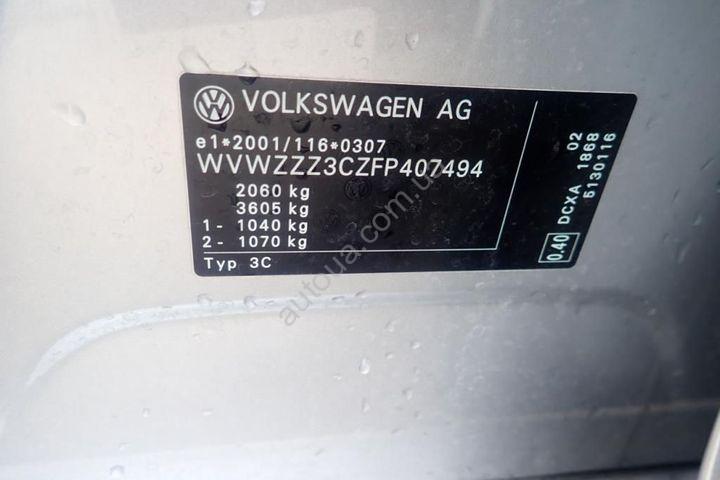 VOLKSWAGEN AG
e1*2001/116*0307
WVWZZZ3CZFP407494
2060 kg
3605 kg
1 - 1040 kg
2 - 1070 kg
Typ 3C
0.40
DCXA 02
1868
6130116
autoua.com.ua